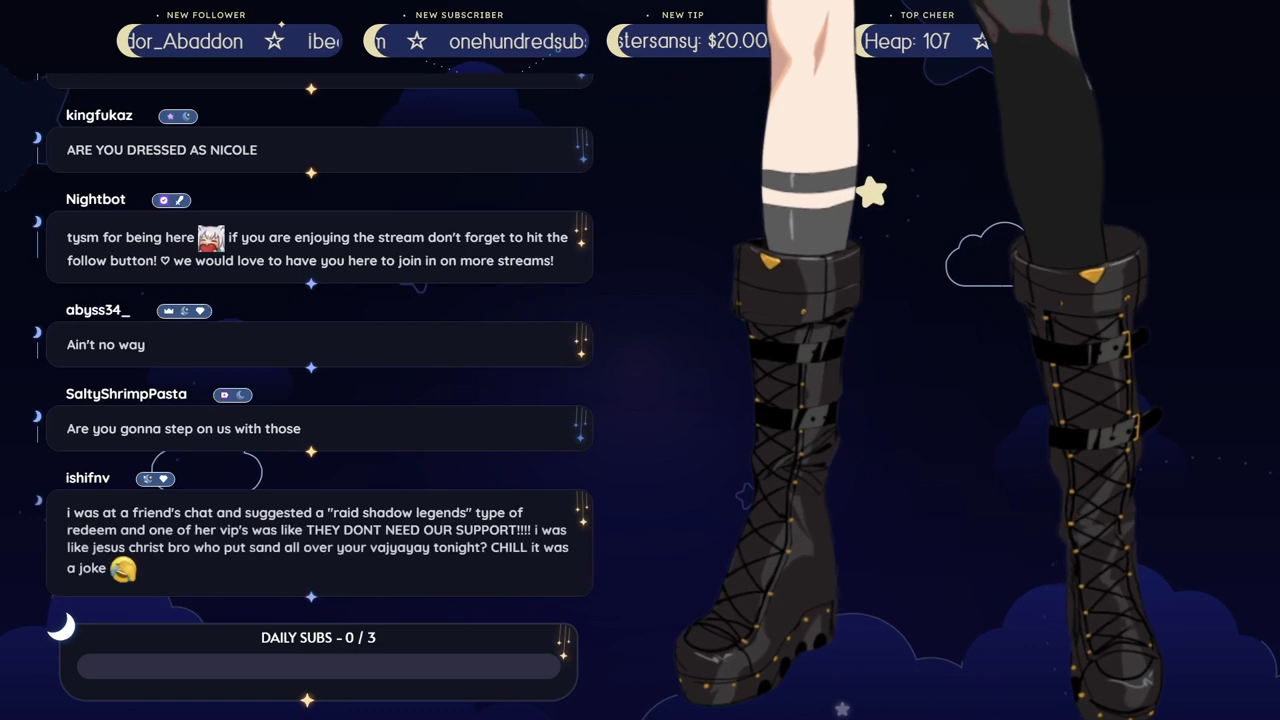 NEW FOLLOWER
NEW SUBSCRIBER
NEW TIP
TOP CHEER
dor_Abaddon ☆
☆ onehundredsub
stersansy: $20.00
Heap: 107 ☆
kingfukaz
ARE YOU DRESSED AS NICOLE
Nightbot
tysm for being here if you are enjoying the stream don't forget to hit the
follow button! ♡ we would love to have you here to join in on more streams!
abyss34_
Ain't no way
SaltyShrimpPasta
Are you gonna step on us with those
ishifnv
i was at a friend's chat and suggested a "raid shadow legends" type of
redeem and one of her vip's was like THEY DONT NEED OUR SUPPORT!!!! i was
like jesus christ bro who put sand all over your vajyayay tonight? CHILL it was
a joke
DAILY SUBS - 0 / 3